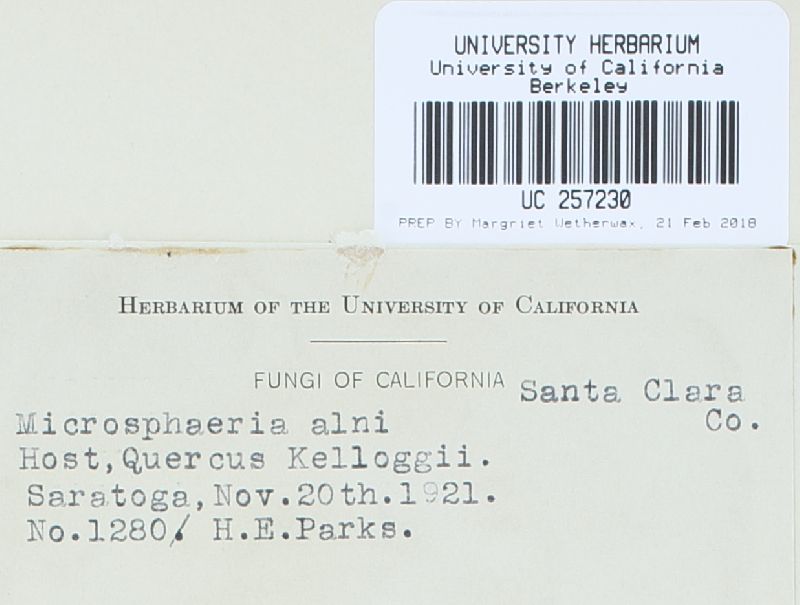 UNIVERSITY HERBARIUM
University of California
Berkeley
UC 257230
PREP BY Margriet Wetherwax, 21 Feb 2018
HERBARIUM OF THE UNIVERSITY OF CALIFORNIA
FUNGI OF CALIFORNIA Santa Clara
Co.
Microsphaeria alni
Host,Quercus Kelloggii.
Saratoga,Nov.20th.1921.
No.1280/ H.E.Parks.